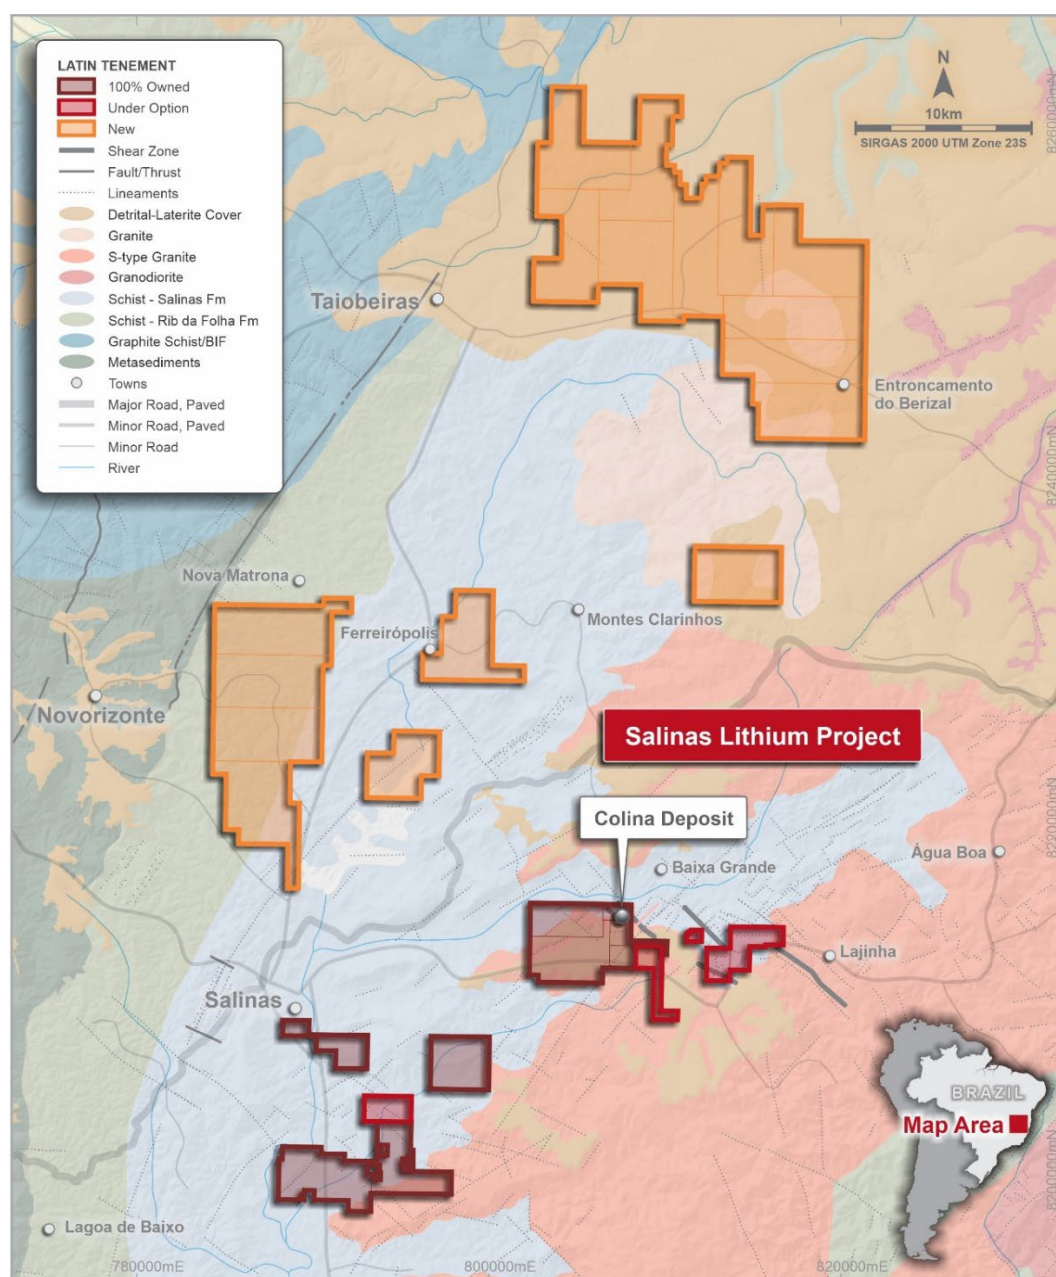 LATIN TENEMENT
100% Owned
Under Option
New
Shear Zone
Fault/Thrust
Lineaments
Detrital-Laterite Cover
Granite
S-type Granite
Granodiorite
Schist - Salinas Fm
Schist - Rib da Folha Fm
Graphite Schist/BIF
Metasediments
Towns
Major Road, Paved
Minor Road, Paved
Minor Road
River
N
10km
SIRGAS 2000 UTM Zone 23S
8260000mN
Taiobeiras
Entroncamento
do Berizal
8240000mN
Nova Matrona
Ferreirópolis
Montes Clarinhos
Novorizonte
Salinas Lithium Project
Colina Deposit
8220000mN
Baixa Grande
Água Boa
Lajinha
Salinas
BRAZIL
Map Area
8200000mN
Lagoa de Baixo
780000mE
800000mE
820000mE